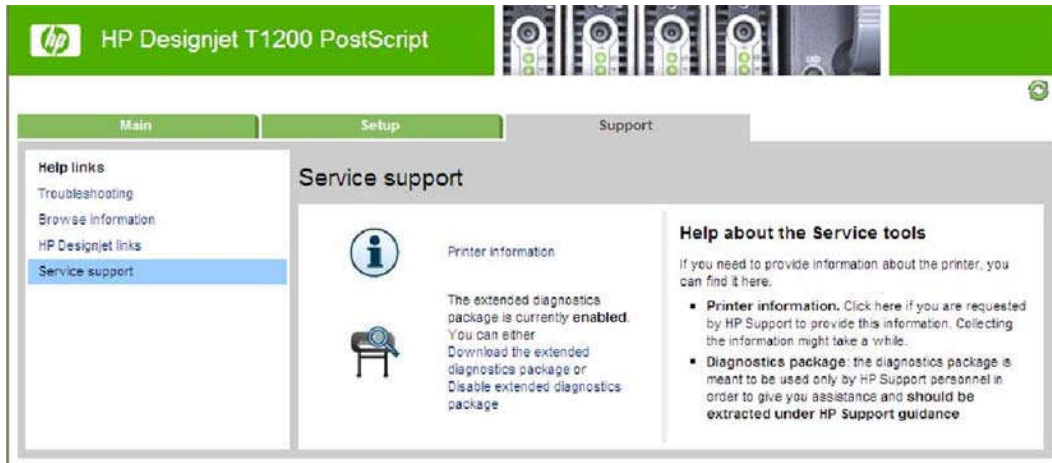 hp HP Designjet T1200 PostScript
Main Setup Support
Help links
Troubleshooting
Browse information
HP Designjet links
Service support
Service support
Printer information
The extended diagnostics
package is currently enabled.
You can either
Download the extended
diagnostics package or
Disable extended diagnostics
package
Help about the Service tools
If you need to provide information about the printer, you
can find it here.
Printer information. Click here if you are requested
by HP Support to provide this information. Collecting
the information might take a while.
Diagnostics package: the diagnostics package is
meant to be used only by HP Support personnel in
order to give you assistance and should be
extracted under HP Support guidance